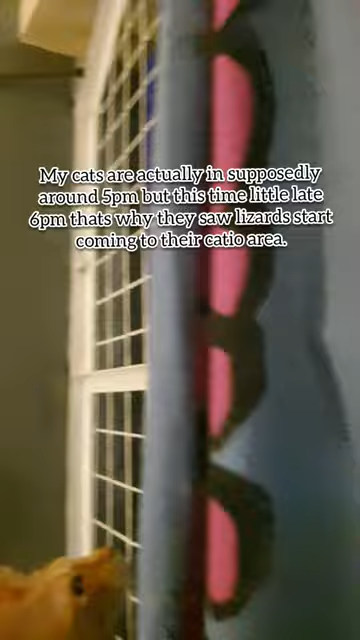 My cats are actually in supposedly
around 5pm but this time little late
6pm thats why they saw lizards start
coming to their catio area.